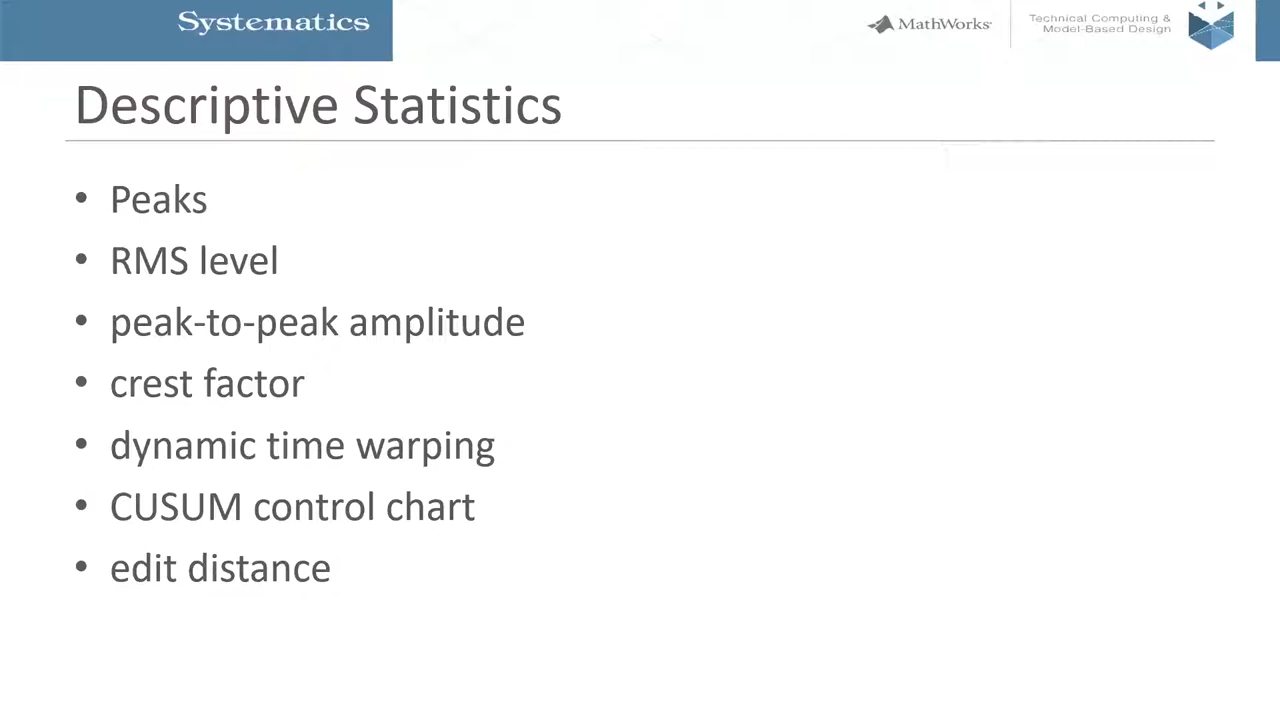 Systematics
MathWorks
Technical Computing &
Model-Based Design
Descriptive Statistics
• Peaks
• RMS level
• peak-to-peak amplitude
• crest factor
• dynamic time warping
• CUSUM control chart
• edit distance